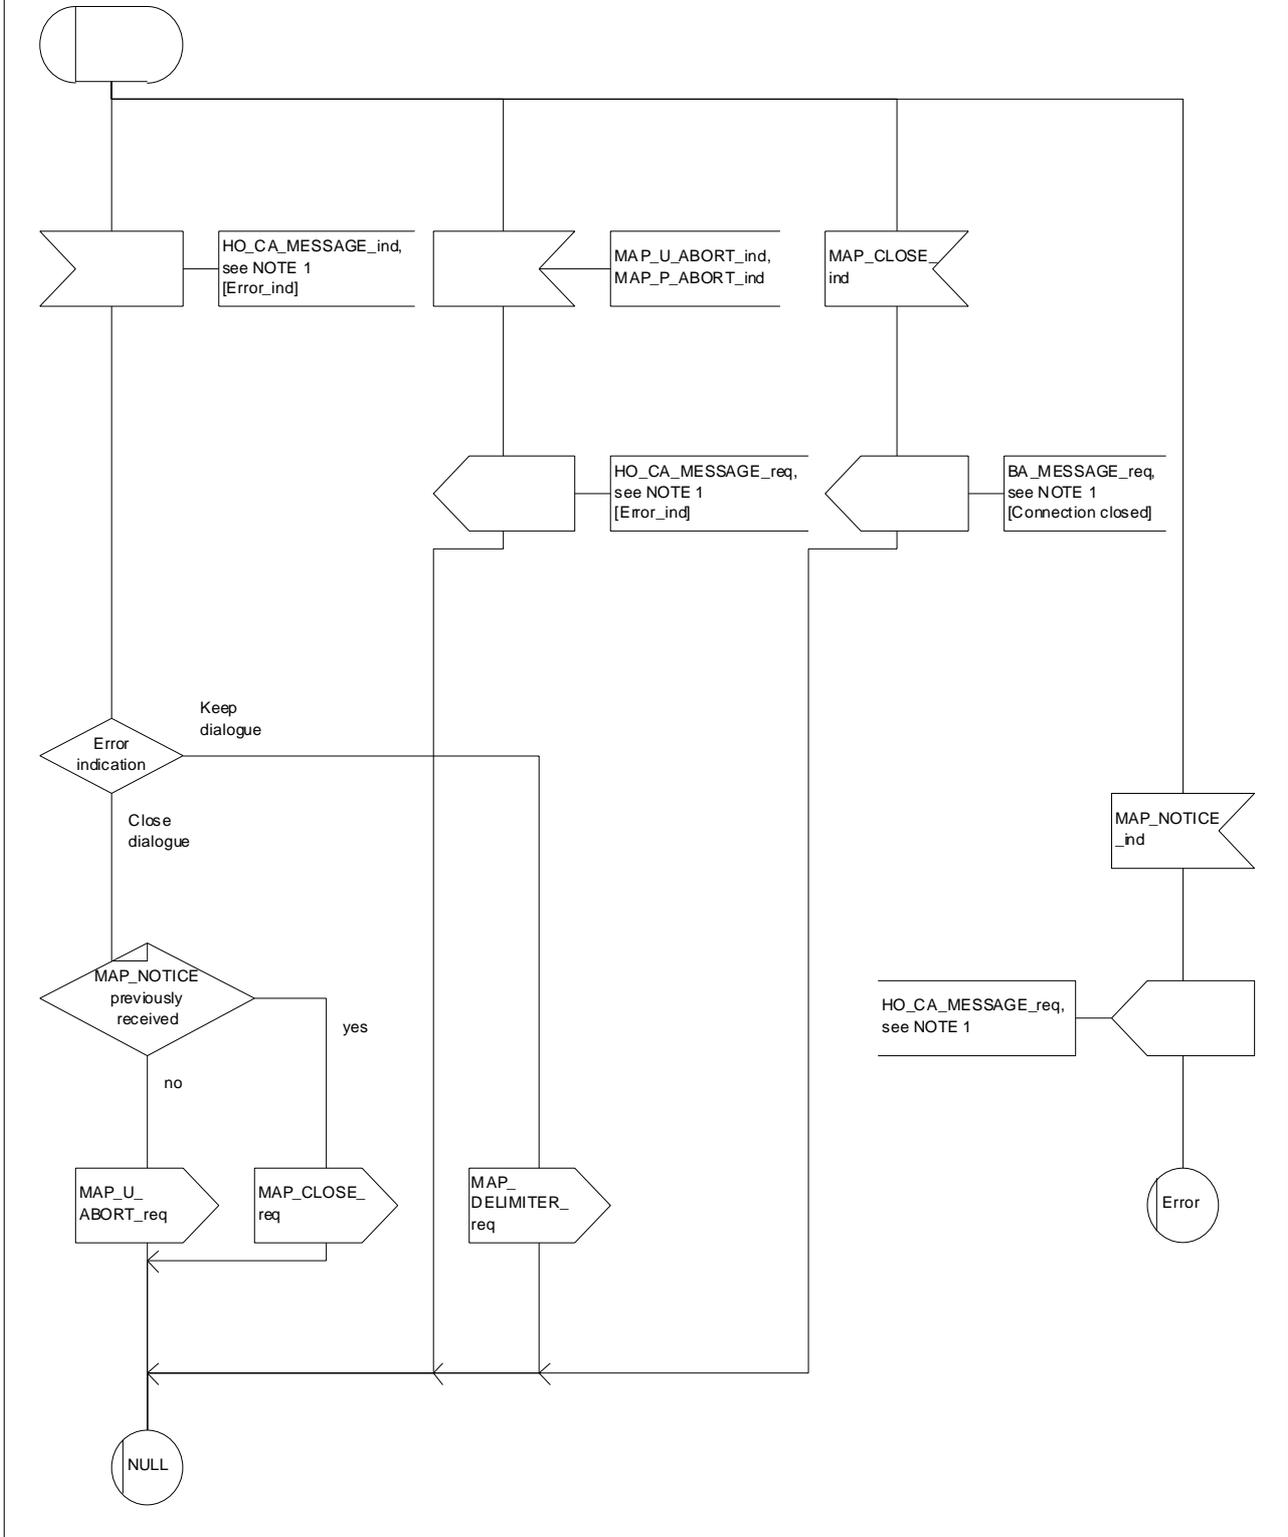 HO_CA_MESSAGE_ind,
see NOTE 1
[Error_ind]
MAP_U_ABORT_ind,
MAP_P_ABORT_ind
MAP_CLOSE_
ind
HO_CA_MESSAGE_req,
see NOTE 1
[Error_ind]
BA_MESSAGE_req,
see NOTE 1
[Connection closed]
Keep
dialogue
Error
indication
Close
dialogue
MAP_NOTICE
_ind
MAP_NOTICE
previously
received
yes
no
HO_CA_MESSAGE_req,
see NOTE 1
MAP_U_
ABORT_req
MAP_CLOSE_
req
MAP_
DELIMITER_
req
Error
NULL